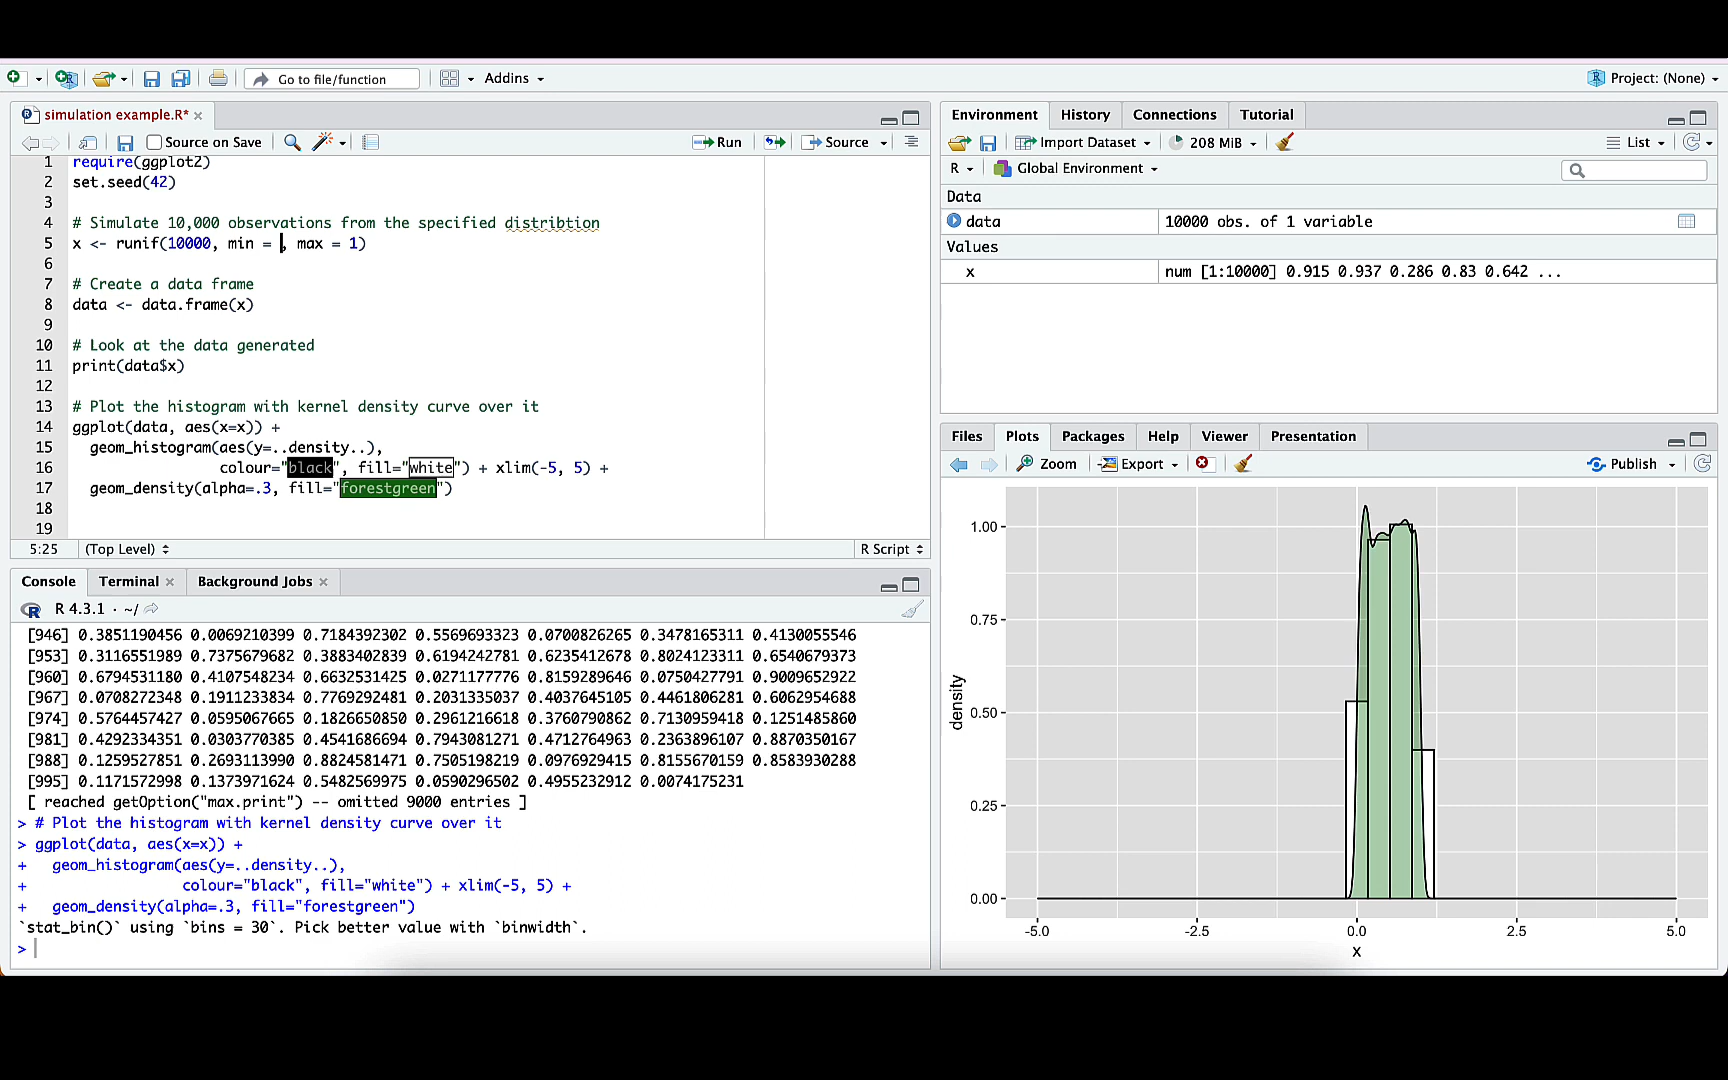 Go to file/function
Addins
Project: (None)
simulation example.R*
Source on Save
Run
Source
1 require(ggplot2)
2 set.seed(42)
3
4 # Simulate 10,000 observations from the specified distribtion
5 x <- runif(10000, min = , max = 1)
6
7 # Create a data frame
8 data <- data.frame(x)
9
10 # Look at the data generated
11 print(data$x)
12
13 # Plot the histogram with kernel density curve over it
14 ggplot(data, aes(x=x)) +
15 geom_histogram(aes(y=..density..),
16 colour="black", fill="white") + xlim(-5, 5) +
17 geom_density(alpha=.3, fill="forestgreen")
18
19
5:25 (Top Level) R Script
Console Terminal Background Jobs
R 4.3.1 · ~/
[946] 0.3851190456 0.0069210399 0.7184392302 0.5569693323 0.0700826265 0.3478165311 0.4130055546
[953] 0.3116551989 0.7375679682 0.3883402839 0.6194242781 0.6235412678 0.8024123311 0.6540679373
[960] 0.6794531180 0.4107548234 0.6632531425 0.0271177776 0.8159289646 0.0750427791 0.9009652922
[967] 0.0708272348 0.1911233834 0.7769292481 0.2031335037 0.4037645105 0.4461806281 0.6062954688
[974] 0.5764457427 0.0595067665 0.1826650850 0.2961216618 0.3760790862 0.7130959418 0.1251485860
[981] 0.4292334351 0.0303770385 0.4541686694 0.7943081271 0.4712764963 0.2363896107 0.8870350167
[988] 0.1259527851 0.2693113990 0.8824581471 0.7505198219 0.0976929415 0.8155670159 0.8583930288
[995] 0.1171572998 0.1373971624 0.5482569975 0.0590296502 0.4955232912 0.0074175231
[ reached getOption("max.print") -- omitted 9000 entries ]
> # Plot the histogram with kernel density curve over it
> ggplot(data, aes(x=x)) +
+ geom_histogram(aes(y=..density..),
+ colour="black", fill="white") + xlim(-5, 5) +
+ geom_density(alpha=.3, fill="forestgreen")
`stat_bin()` using `bins = 30`. Pick better value with `binwidth`.
>
Environment History Connections Tutorial
Import Dataset 208 MiB List
R Global Environment
Data
data 10000 obs. of 1 variable
Values
x num [1:10000] 0.915 0.937 0.286 0.83 0.642 ...
Files Plots Packages Help Viewer Presentation
Zoom Export Publish
1.00
0.75
0.50
0.25
0.00
density
-5.0 -2.5 0.0 2.5 5.0
x